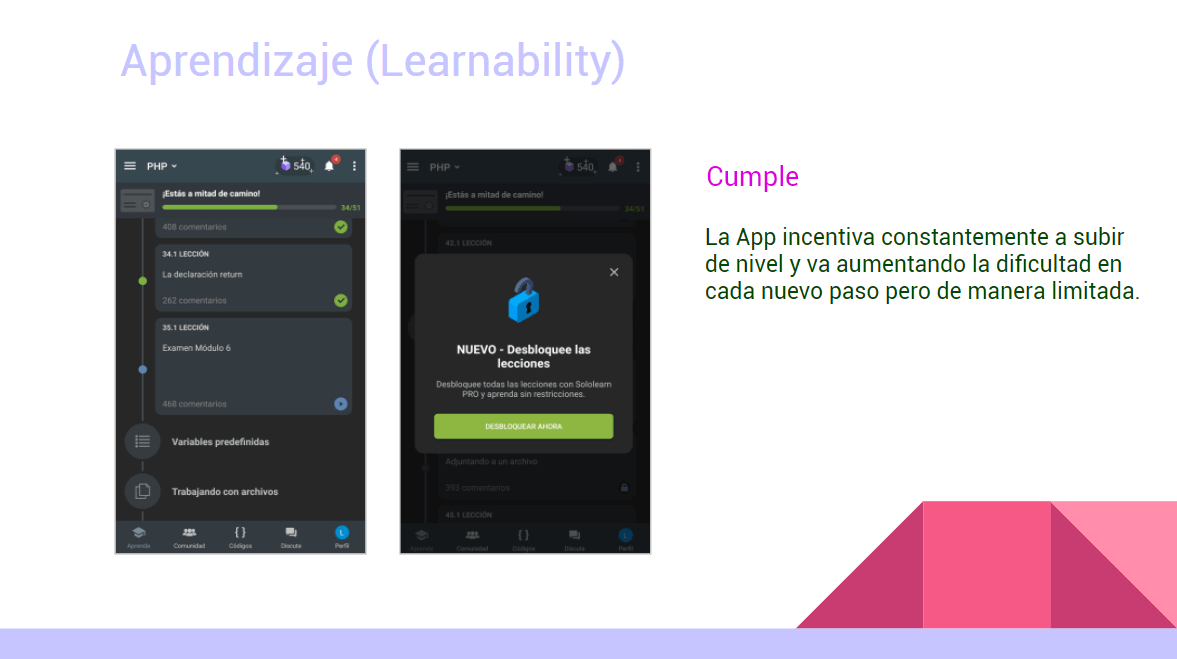 Aprendizaje (Learnability)
PHP
540
¡Estás a mitad de camino!
34/51
408 comentarios
34.1 LECCIÓN
La declaración return
262 comentarios
35.1 LECCIÓN
Examen Módulo 6
468 comentarios
Variables predefinidas
Trabajando con archivos
Aprende
Comunidad
Códigos
Discute
Perfil
PHP
540
¡Estás a mitad de camino!
34/51
42.1 LECCIÓN
NUEVO - Desbloquee las
lecciones
Desbloquee todas las lecciones con Sololearn
PRO y aprenda sin restricciones.
DESBLOQUEAR AHORA
Adjuntando a un archivo
393 comentarios
45.1 LECCIÓN
Aprende
Comunidad
Códigos
Discute
Perfil
Cumple
La App incentiva constantemente a subir
de nivel y va aumentando la dificultad en
cada nuevo paso pero de manera limitada.